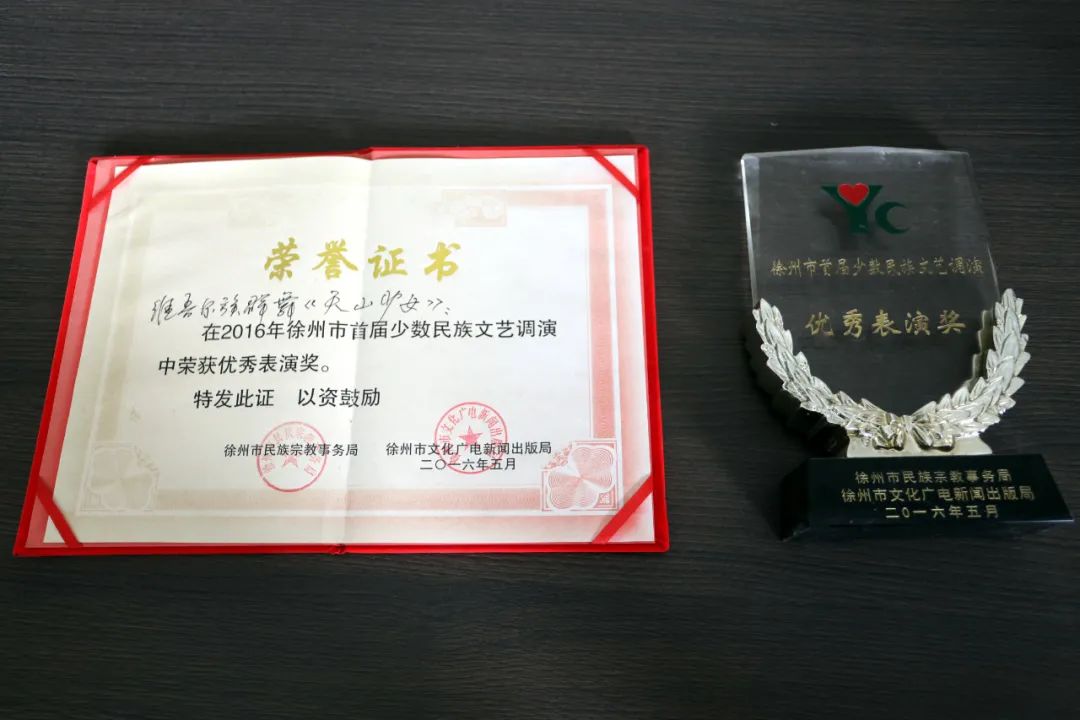 荣誉证书
维吾尔族群舞《天山少女》:
在2016年徐州市首届少数民族文艺调演
中荣获优秀表演奖。
特发此证 以资鼓励
徐州市民族宗教事务局 徐州市文化广电新闻出版局
二〇一六年五月
YC
徐州市首届少数民族文艺调演
优秀表演奖
徐州市民族宗教事务局
徐州市文化广电新闻出版局
二〇一六年五月